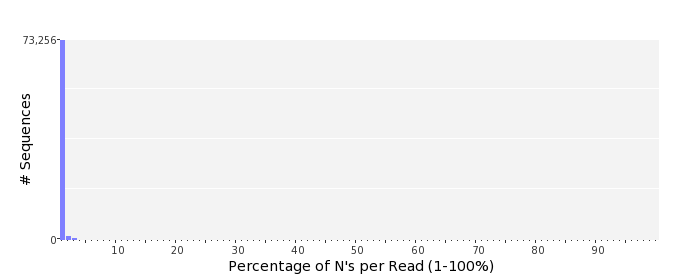 73,256
# Sequences
0
10 20 30 40 50 60 70 80 90
Percentage of N's per Read (1-100%)